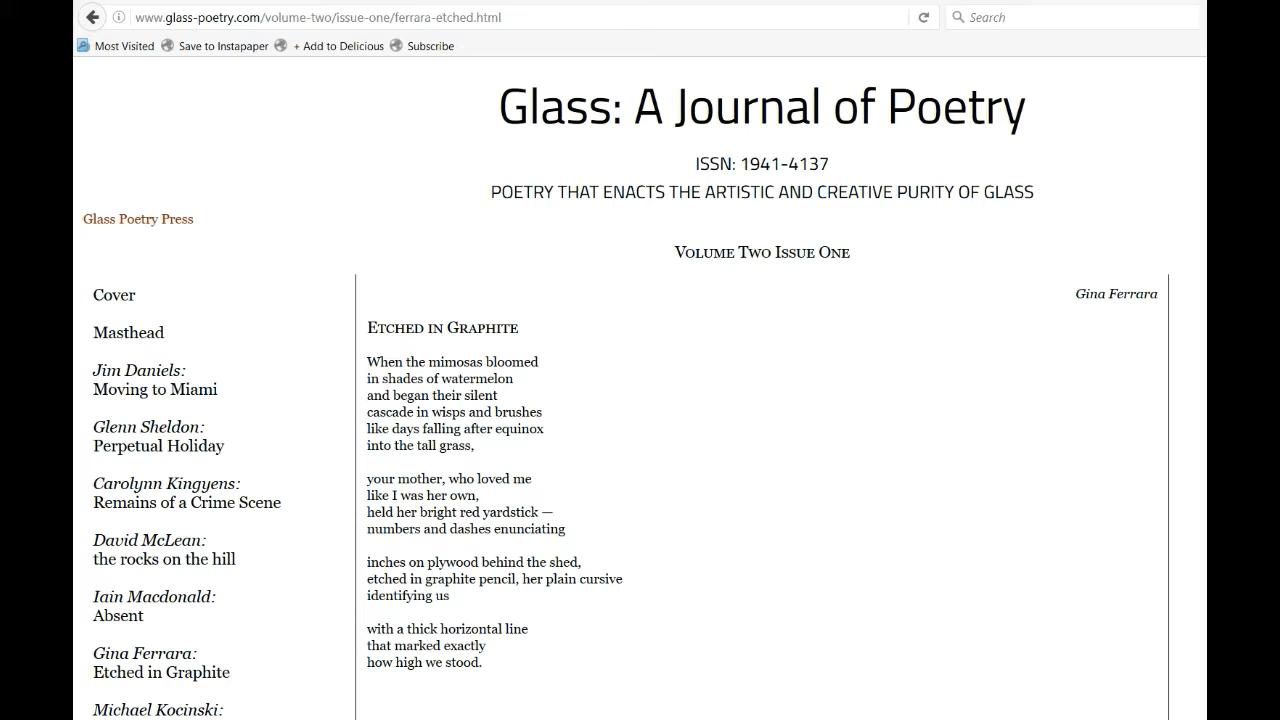 www.glass-poetry.com/volume-two/issue-one/ferrara-etched.html
Search
Most Visited
Save to Instapaper
+ Add to Delicious
Subscribe
Glass: A Journal of Poetry
ISSN: 1941-4137
POETRY THAT ENACTS THE ARTISTIC AND CREATIVE PURITY OF GLASS
Glass Poetry Press
Volume Two Issue One
Cover
Masthead
Jim Daniels:
Moving to Miami
Glenn Sheldon:
Perpetual Holiday
Carolynn Kingyens:
Remains of a Crime Scene
David McLean:
the rocks on the hill
Iain Macdonald:
Absent
Gina Ferrara:
Etched in Graphite
Michael Kocinski:
Gina Ferrara
Etched in Graphite
When the mimosas bloomed
in shades of watermelon
and began their silent
cascade in wisps and brushes
like days falling after equinox
into the tall grass,
your mother, who loved me
like I was her own,
held her bright red yardstick —
numbers and dashes enunciating
inches on plywood behind the shed,
etched in graphite pencil, her plain cursive
identifying us
with a thick horizontal line
that marked exactly
how high we stood.